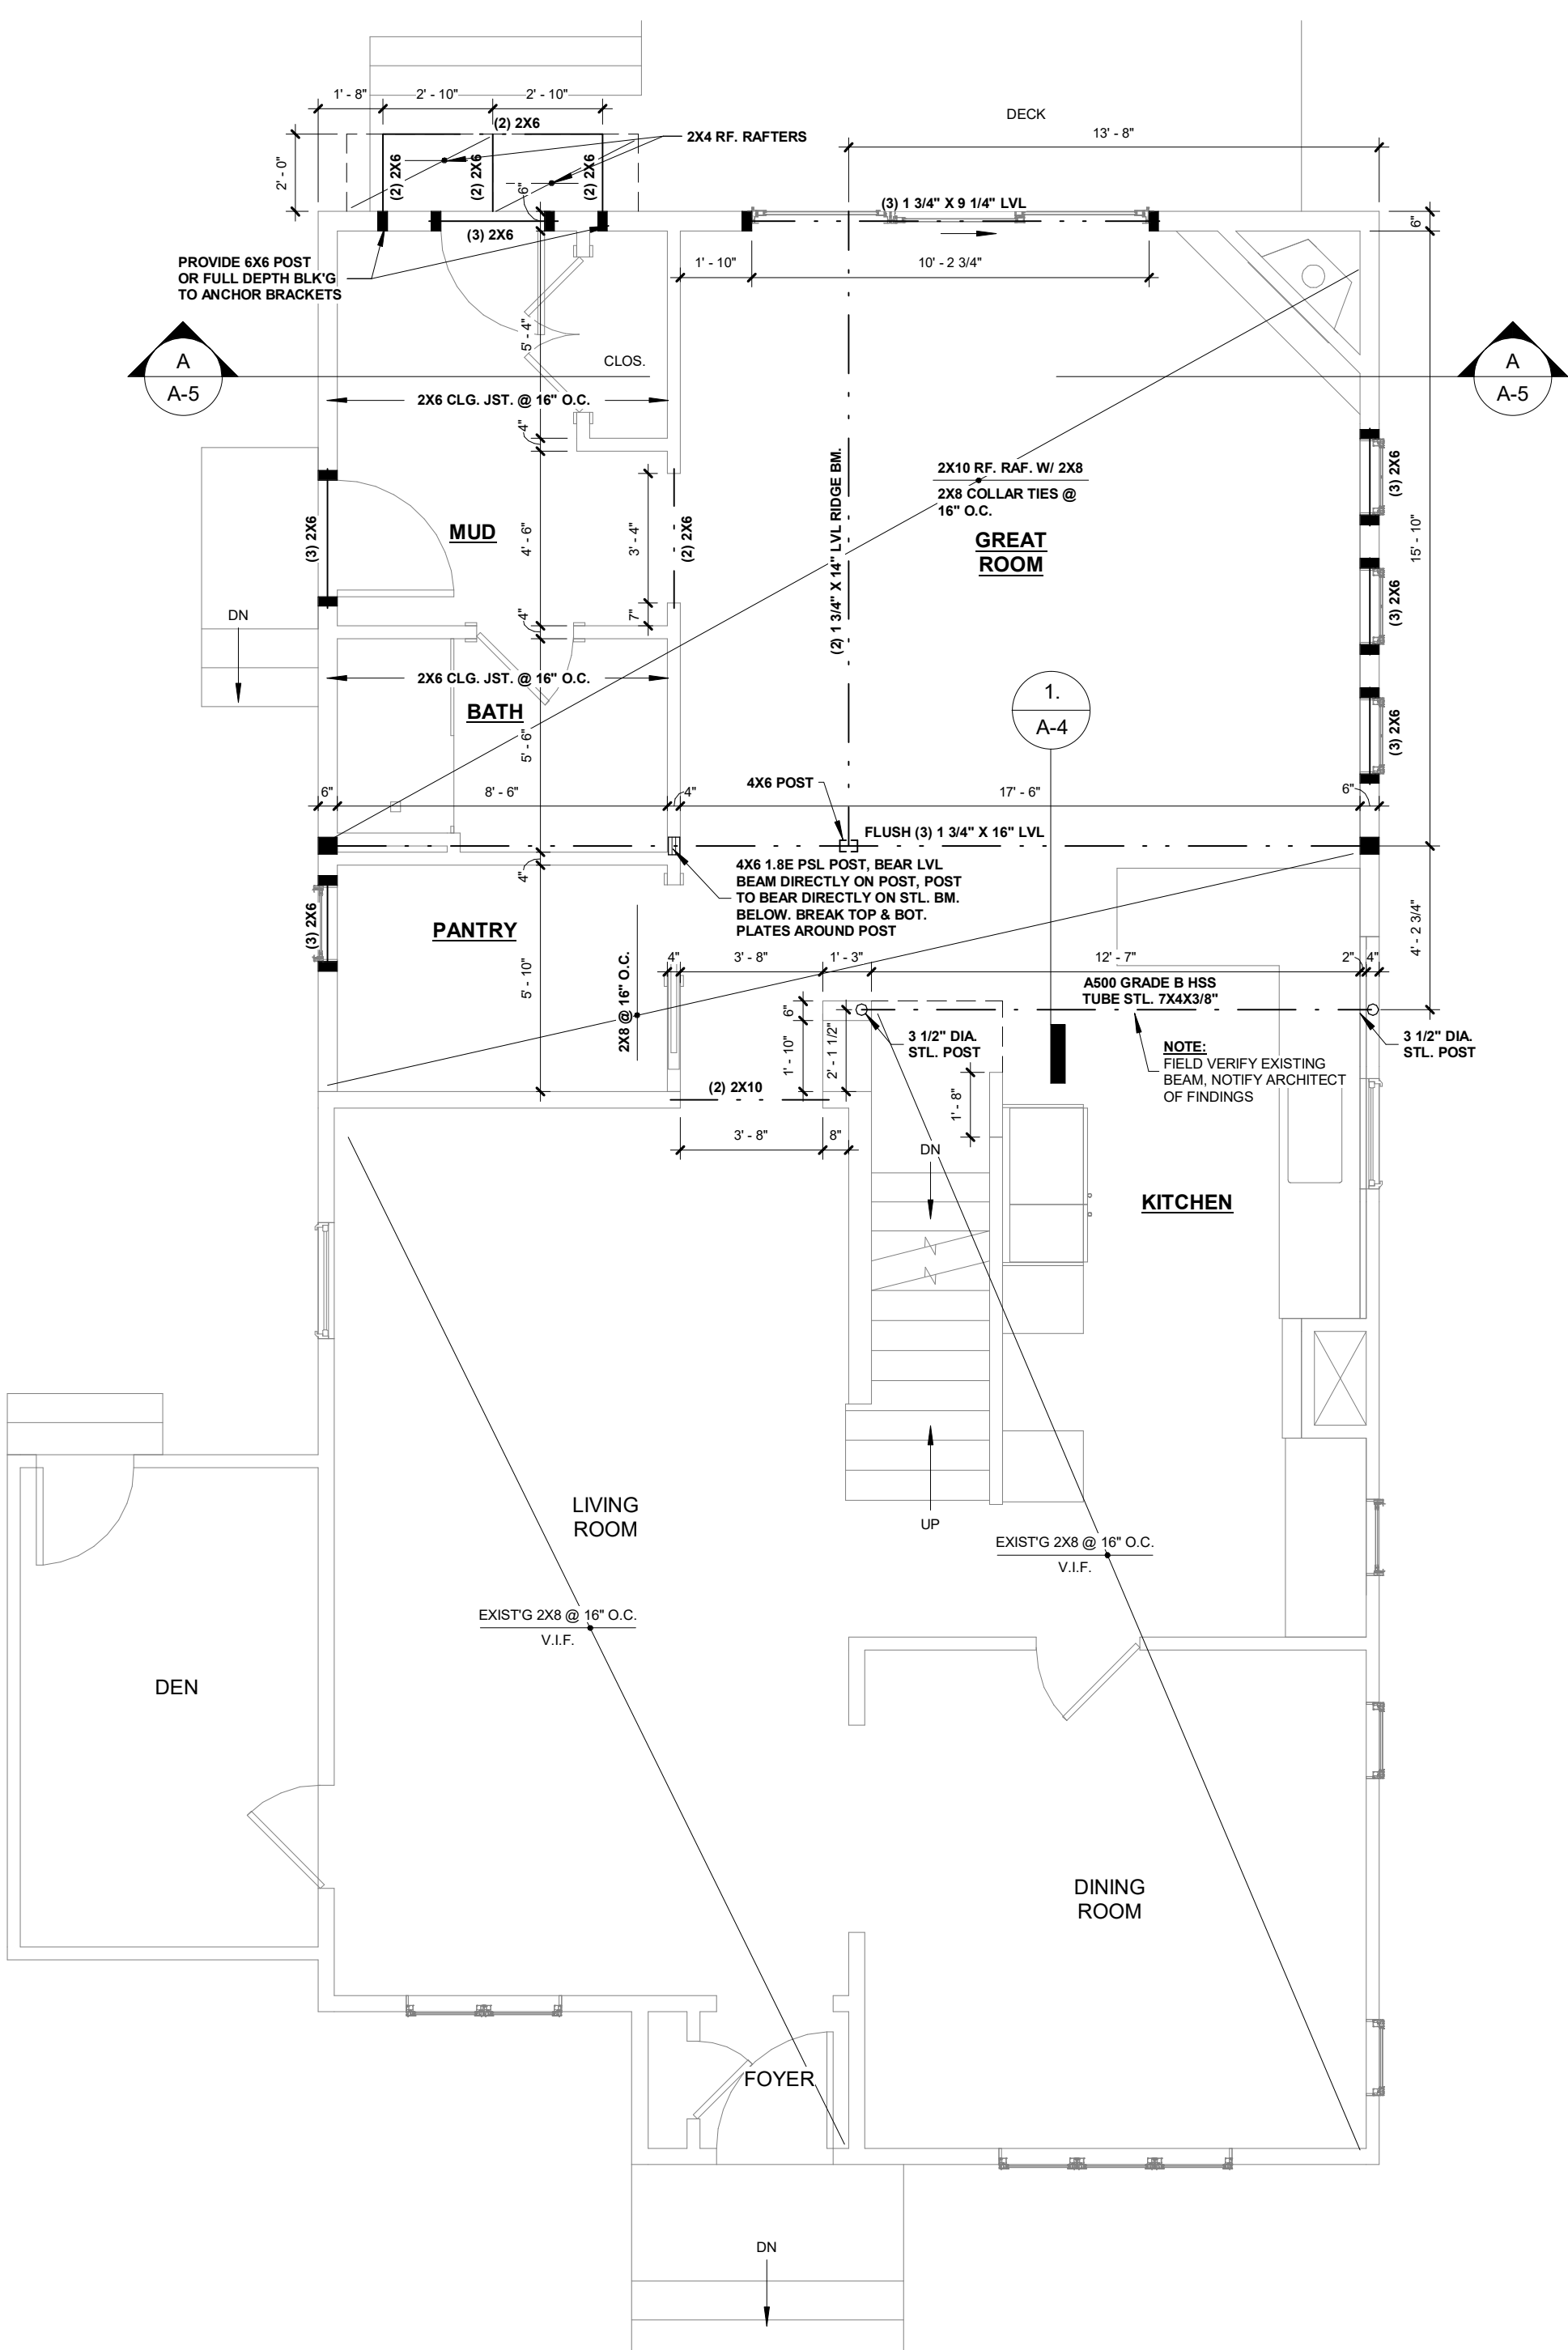 DECK
1' - 8"
2' - 10"
2' - 10"
13' - 8"
(2) 2X6
2X4 RF. RAFTERS
2' - 0"
(2) 2X6
(2) 2X6
(2) 2X6
6"
(3) 1 3/4" X 9 1/4" LVL
6"
(3) 2X6
PROVIDE 6X6 POST
OR FULL DEPTH BLK'G
TO ANCHOR BRACKETS
1' - 10"
10' - 2 3/4"
5' - 4"
A
A-5
CLOS.
A
A-5
2X6 CLG. JST. @ 16" O.C.
4"
2X10 RF. RAF. W/ 2X8
2X8 COLLAR TIES @
16" O.C.
(3) 2X6
(3) 2X6
MUD
4' - 6"
3' - 4"
(2) 2X6
(2) 1 3/4" X 14" LVL RIDGE BM.
GREAT
ROOM
15' - 10"
(3) 2X6
DN
4"
7"
2X6 CLG. JST. @ 16" O.C.
BATH
5' - 6"
1.
A-4
(3) 2X6
4X6 POST
6"
8' - 6"
4"
17' - 6"
6"
FLUSH (3) 1 3/4" X 16" LVL
4"
4X6 1.8E PSL POST, BEAR LVL
BEAM DIRECTLY ON POST, POST
TO BEAR DIRECTLY ON STL. BM.
BELOW. BREAK TOP & BOT.
PLATES AROUND POST
(3) 2X6
PANTRY
4' - 2 3/4"
5' - 10"
2X8 @ 16" O.C.
4"
3' - 8"
1' - 3"
12' - 7"
2"
4"
A500 GRADE B HSS
TUBE STL. 7X4X3/8"
6"
1' - 10"
2' - 1 1/2"
3 1/2" DIA.
STL. POST
3 1/2" DIA.
STL. POST
NOTE:
FIELD VERIFY EXISTING
BEAM, NOTIFY ARCHITECT
OF FINDINGS
(2) 2X10
1' - 8"
3' - 8"
8"
DN
KITCHEN
LIVING
ROOM
UP
EXIST'G 2X8 @ 16" O.C.
V.I.F.
EXIST'G 2X8 @ 16" O.C.
V.I.F.
DEN
DINING
ROOM
FOYER
DN